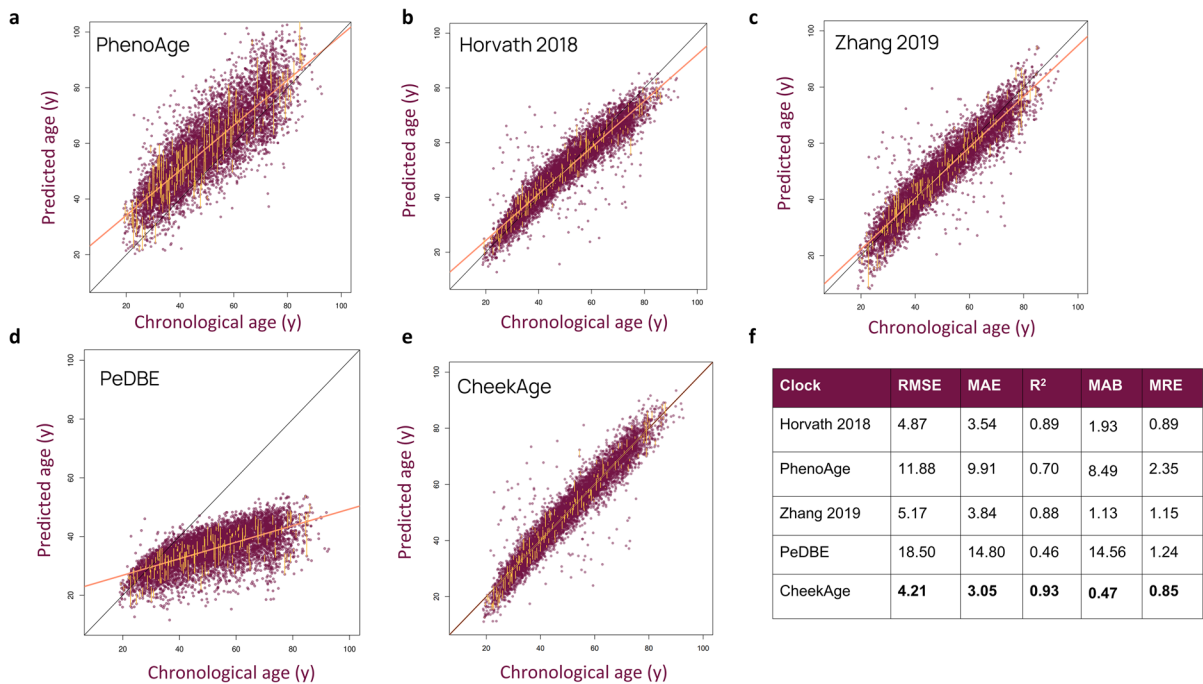 a
PhenoAge
Predicted age (y)
100
80
60
40
20
20 40 60 80 100
Chronological age (y)
b
Horvath 2018
Predicted age (y)
100
80
60
40
20
20 40 60 80 100
Chronological age (y)
c
Zhang 2019
Predicted age (y)
100
80
60
40
20
20 40 60 80 100
Chronological age (y)
d
PeDBE
Predicted age (y)
100
80
60
40
20
20 40 60 80 100
Chronological age (y)
e
CheekAge
Predicted age (y)
100
80
60
40
20
20 40 60 80 100
Chronological age (y)
f
Clock RMSE MAE R² MAB MRE
Horvath 2018 4.87 3.54 0.89 1.93 0.89
PhenoAge 11.88 9.91 0.70 8.49 2.35
Zhang 2019 5.17 3.84 0.88 1.13 1.15
PeDBE 18.50 14.80 0.46 14.56 1.24
CheekAge 4.21 3.05 0.93 0.47 0.85